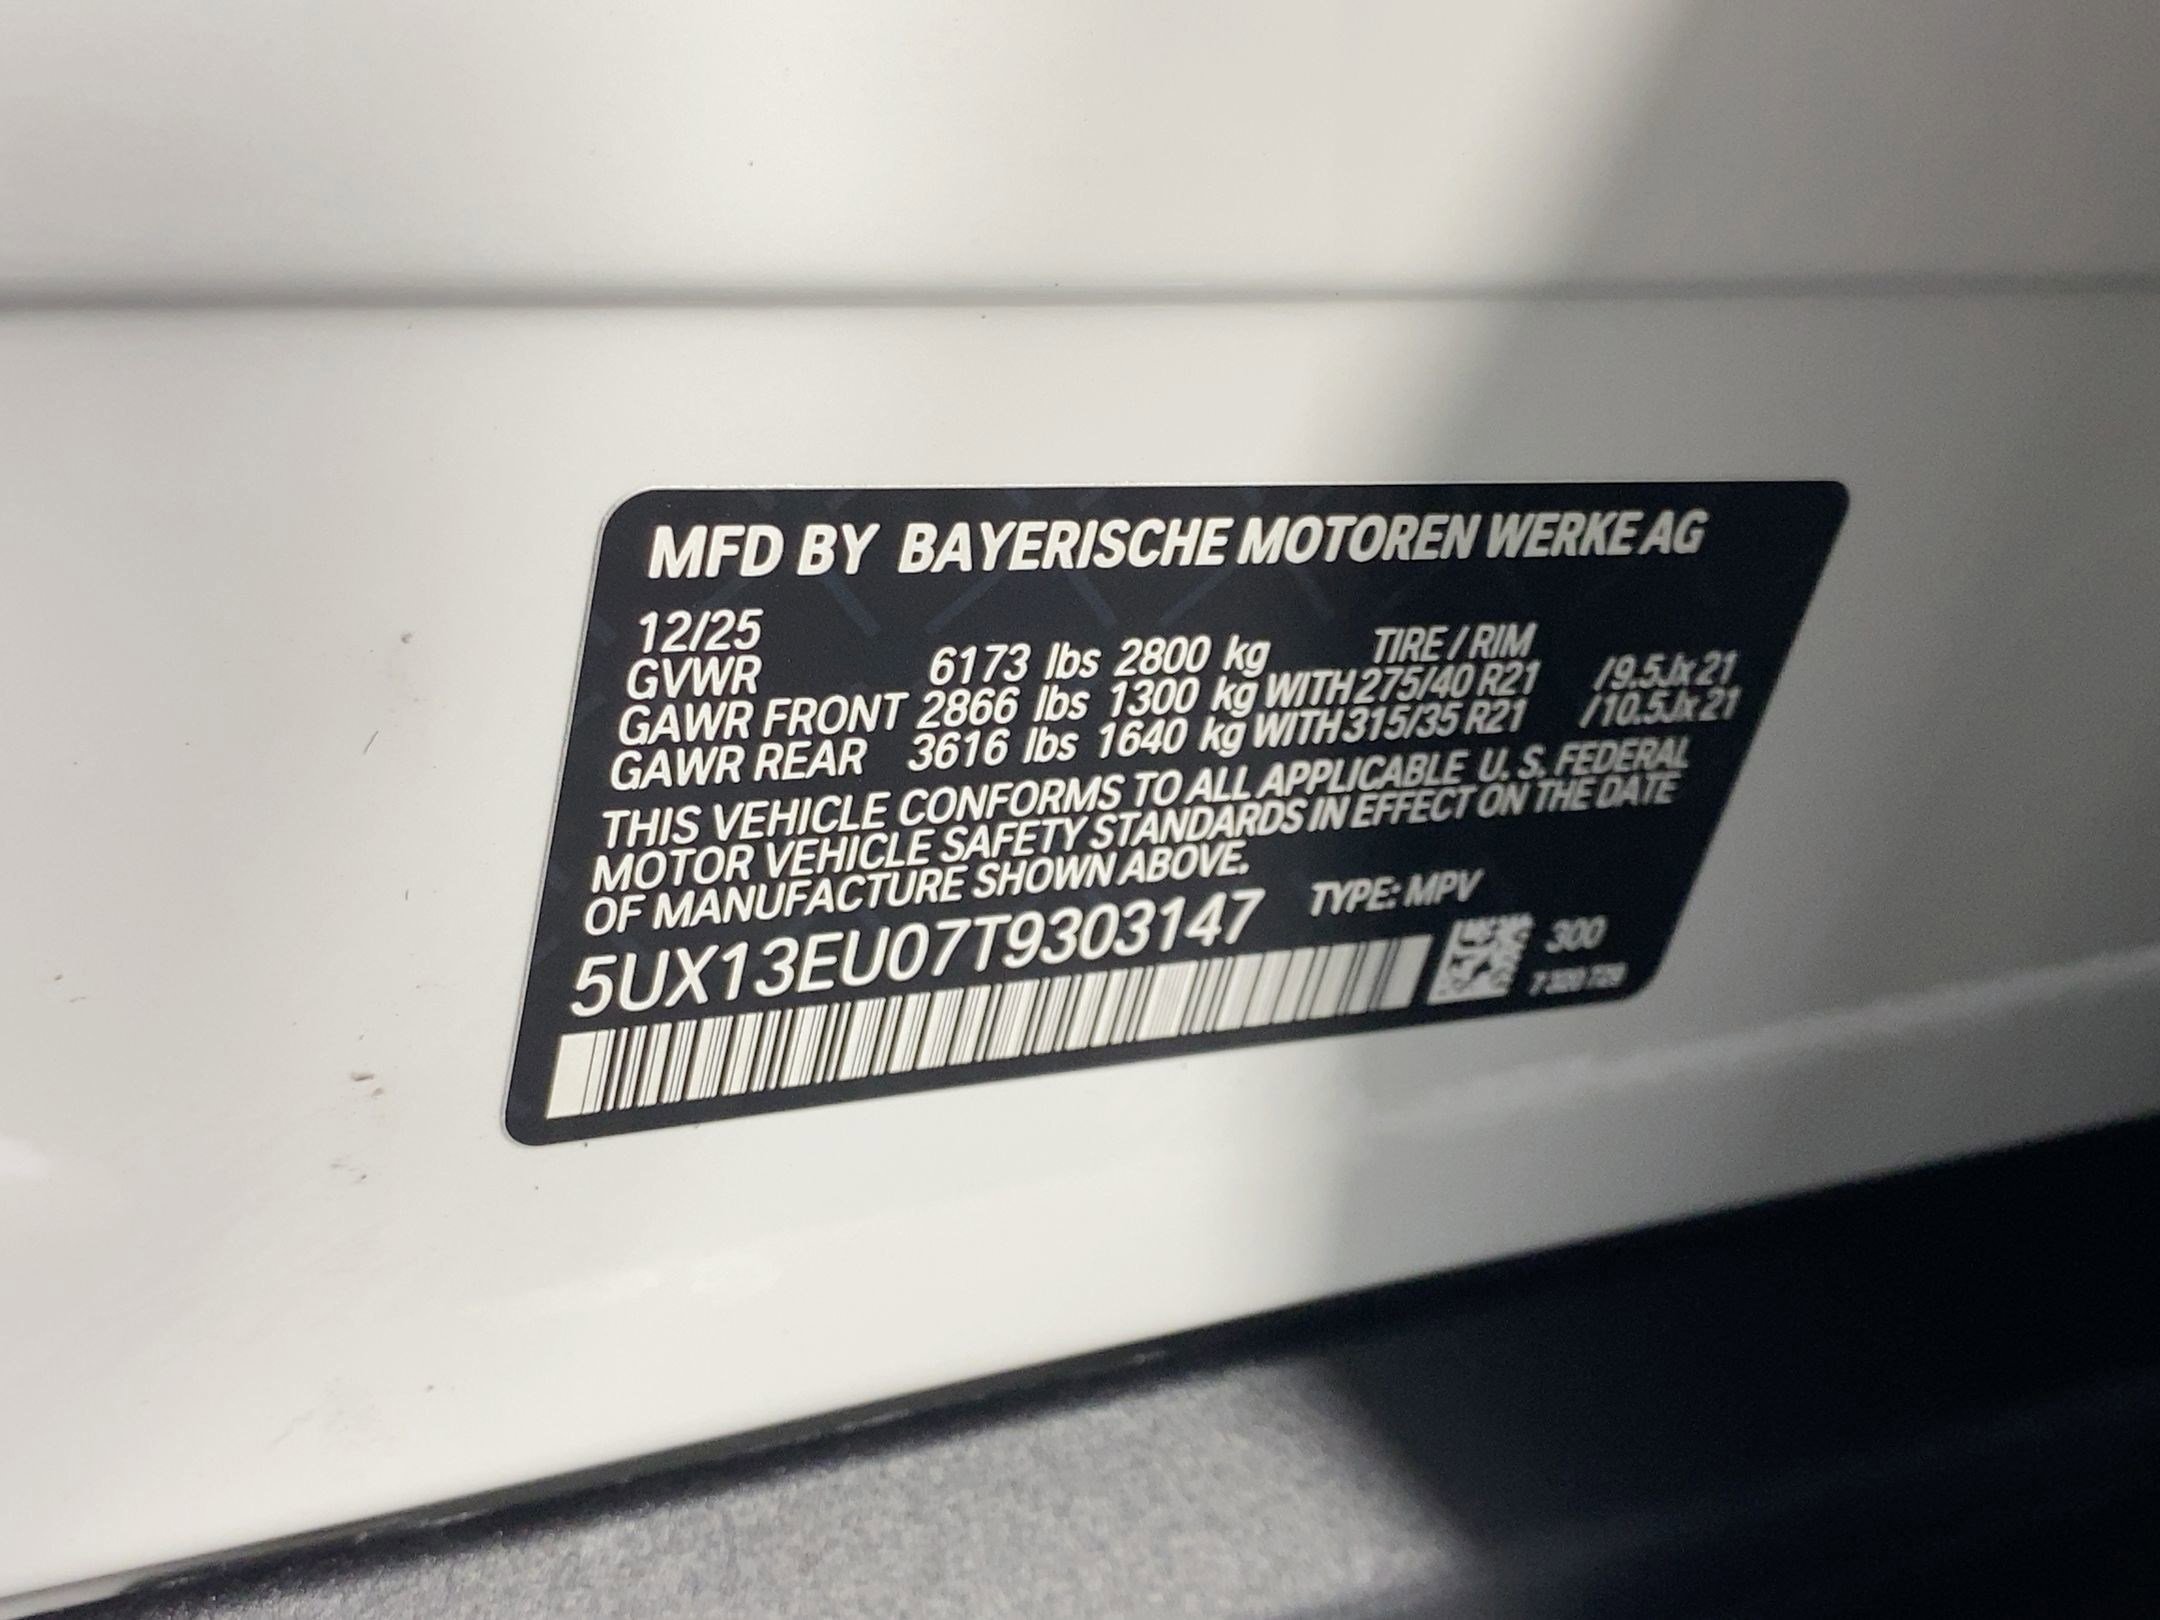 MFD BY BAYERISCHE MOTOREN WERKE AG
12/25 TIRE / RIM
GVWR 6173 lbs 2800 kg
GAWR FRONT 2866 lbs 1300 kg WITH 275/40 R21 /9.5Jx21
GAWR REAR 3616 lbs 1640 kg WITH 315/35 R21 /10.5Jx21
THIS VEHICLE CONFORMS TO ALL APPLICABLE U. S. FEDERAL
MOTOR VEHICLE SAFETY STANDARDS IN EFFECT ON THE DATE
OF MANUFACTURE SHOWN ABOVE.
5UX13EU07T9303147 TYPE: MPV
300